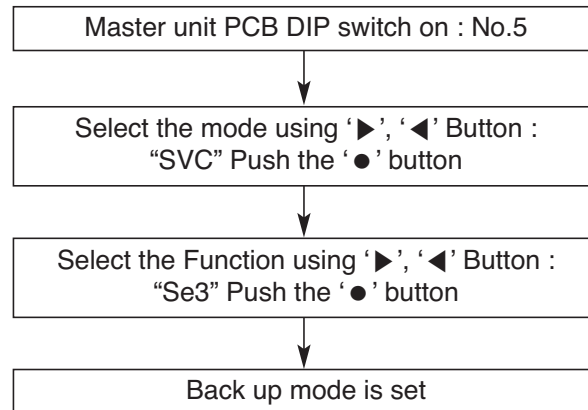 Master unit PCB DIP switch on : No.5
Select the mode using ‘▶’, ‘◀’ Button :
“SVC” Push the ‘●’ button
Select the Function using ‘▶’, ‘◀’ Button :
“Se3” Push the ‘●’ button
Back up mode is set